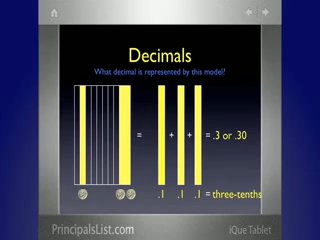 Decimals
What decimal is represented by this model?
= + + = .3 or .30
.1 .1 .1 = three-tenths
PrincipalsList.com iQue Tablet